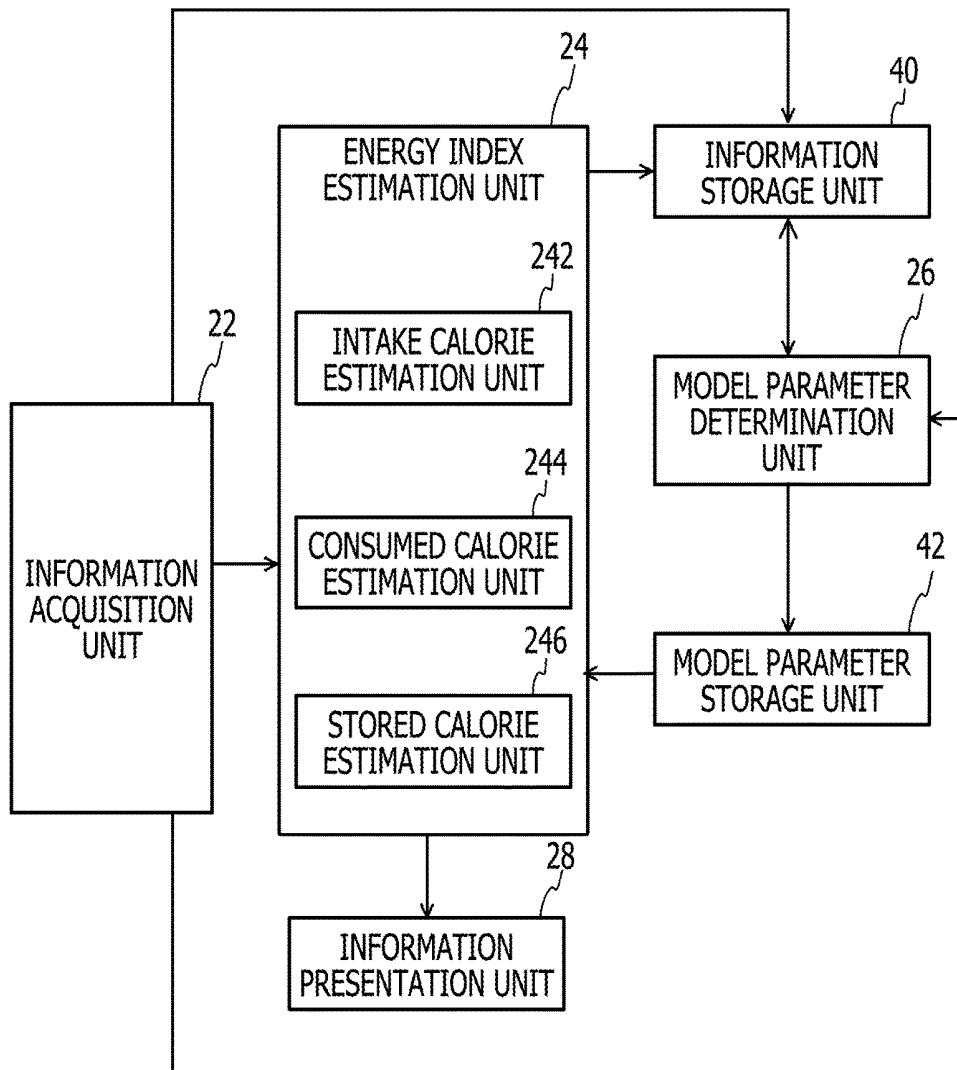 24
40
ENERGY INDEX
ESTIMATION UNIT
INFORMATION
STORAGE UNIT
242
26
22
INTAKE CALORIE
ESTIMATION UNIT
MODEL PARAMETER
DETERMINATION
UNIT
244
CONSUMED CALORIE
ESTIMATION UNIT
42
INFORMATION
ACQUISITION
UNIT
246
MODEL PARAMETER
STORAGE UNIT
STORED CALORIE
ESTIMATION UNIT
28
INFORMATION
PRESENTATION UNIT